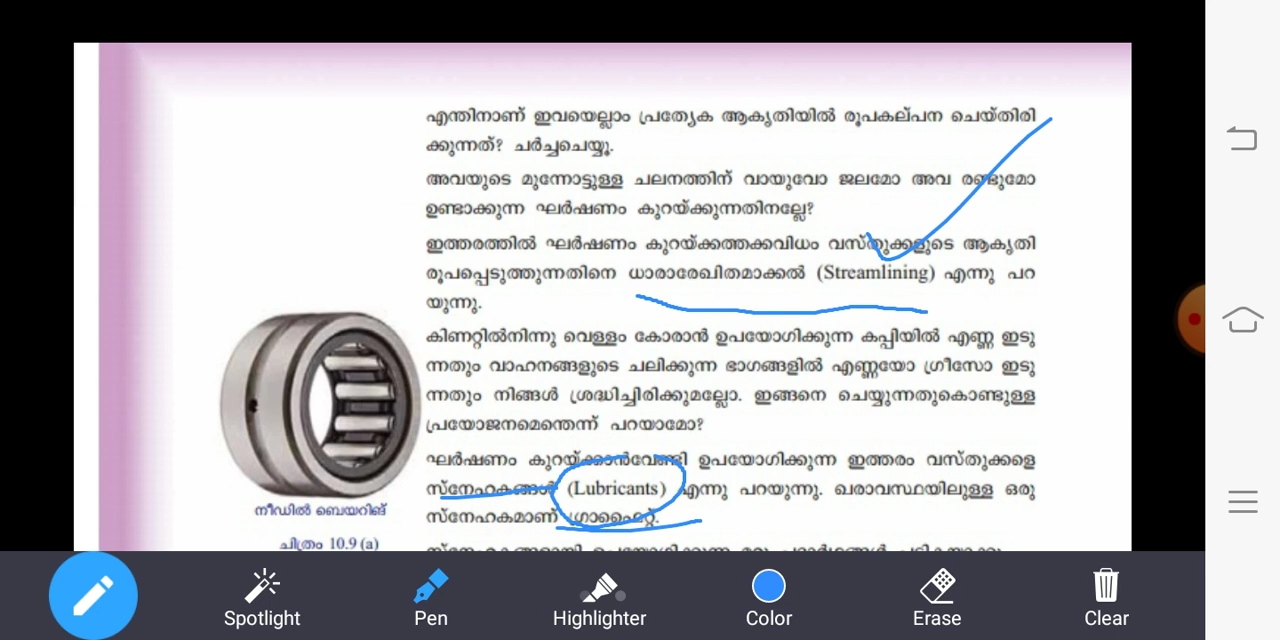 എന്തിനാണ് ഇവയെല്ലാം പ്രത്യേക ആകൃതിയിൽ രൂപകല്പന ചെയ്തിരി
ക്കുന്നത്? ചർച്ചചെയ്യൂ.
അവയുടെ മുന്നോട്ടുള്ള ചലനത്തിന് വായുവോ ജലമോ അവ രണ്ടുമോ
ഉണ്ടാക്കുന്ന ഘർഷണം കുറയ്ക്കുന്നതിനല്ലേ?
ഇത്തരത്തിൽ ഘർഷണം കുറയ്ക്കത്തക്കവിധം വസ്തുക്കളുടെ ആകൃതി
രൂപപ്പെടുത്തുന്നതിനെ ധാരാരേഖിതമാക്കൽ (Streamlining) എന്നു പറ
യുന്നു.
കിണറ്റിൽനിന്നു വെള്ളം കോരാൻ ഉപയോഗിക്കുന്ന കപ്പിയിൽ എണ്ണ ഇടു
ന്നതും വാഹനങ്ങളുടെ ചലിക്കുന്ന ഭാഗങ്ങളിൽ എണ്ണയോ ഗ്രീസോ ഇടു
ന്നതും നിങ്ങൾ ശ്രദ്ധിച്ചിരിക്കുമല്ലോ. ഇങ്ങനെ ചെയ്യുന്നതുകൊണ്ടുള്ള
പ്രയോജനമെന്തെന്ന് പറയാമോ?
ഘർഷണം കുറയ്ക്കാൻവേണ്ടി ഉപയോഗിക്കുന്ന ഇത്തരം വസ്തുക്കളെ
സ്നേഹകങ്ങൾ (Lubricants) എന്നു പറയുന്നു. ഖരാവസ്ഥയിലുള്ള ഒരു
സ്നേഹകമാണ് ഗ്രാഫൈറ്റ്.
നീഡിൽ ബെയറിങ്
ചിത്രം 10.9 (a)
Spotlight
Pen
Highlighter
Color
Erase
Clear